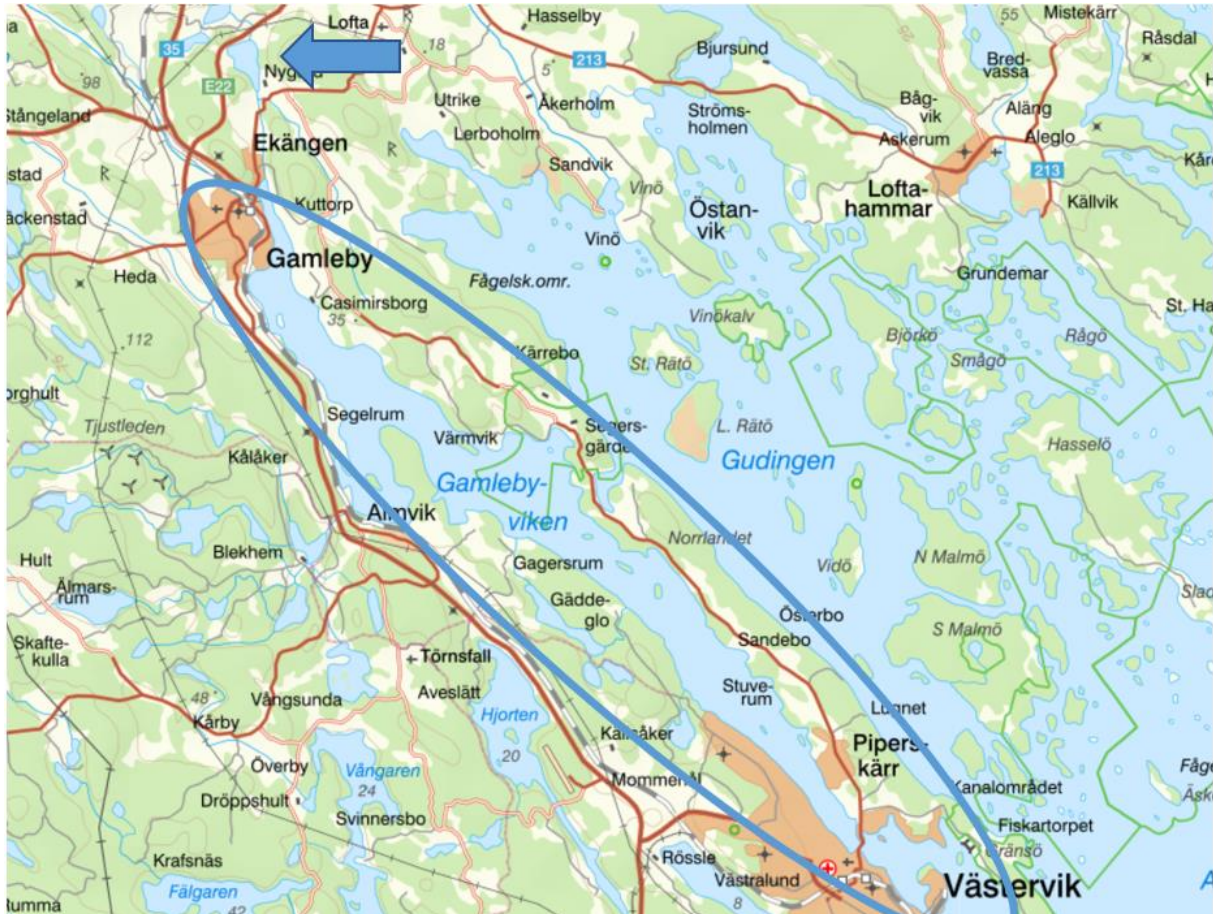 Lofta
Hasselby
Mistekärr
Råsdal
35
18
213
Bjursund
55
Bred-
vassa
98
E22
5
Åkerholm
Utrike
Ströms-
holmen
Båg-
vik
Aläng
Stångeland
Lerboholm
Askerum
Aleglo
Ekängen
Sandvik
213
Vinö
Lofta-
hammar
Källvik
Kuttorp
Östan-
vik
Gamleby
Vinö
Heda
Fågelsk.omr.
Grundemar
Casimirsborg
35
Vinökalv
Björkö
Rågö
112
Kärrebo
St. Rätö
Smågö
Tjustleden
Segelrum
L. Rätö
Hasselö
Värmvik
Kålåker
Gamleby-
viken
Gudingen
Almvik
Norrlandet
Hult
Blekhem
Gagersrum
Vidö
N Malmö
Älmars-
rum
Gädde-
glo
Österbo
S Malmö
Skafte-
kulla
Törnsfall
Sandebo
48
Vångsunda
Aveslätt
Stuve-
rum
Kårby
Hjorten
Lunnet
20
Pipers-
kärr
Överby
Vångaren
24
Kanalområdet
Dröppshult
Svinnersbo
Fiskartorpet
Gränsö
Krafsnäs
Rössle
Västralund
Västervik
Fälgaren
42
8